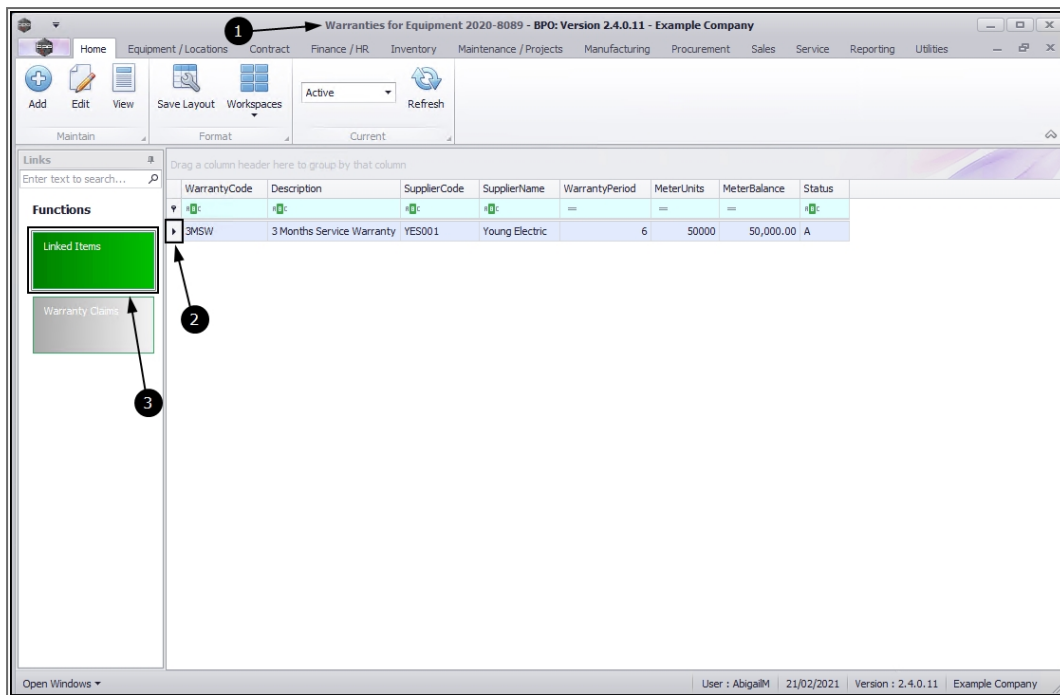 1
Warranties for Equipment 2020-8089 - BPO: Version 2.4.0.11 - Example Company
Home Equipment / Locations Contract Finance / HR Inventory Maintenance / Projects Manufacturing Procurement Sales Service Reporting Utilities
Add Edit View Save Layout Workspaces Active Refresh
Maintain Format Current
Links
Drag a column header here to group by that column
Enter text to search...
WarrantyCode Description SupplierCode SupplierName WarrantyPeriod MeterUnits MeterBalance Status
Functions
= = =
3MSW 3 Months Service Warranty YES001 Young Electric 6 50000 50,000.00 A
Linked Items
Warranty Claims
2
3
Open Windows User : AbigailM 21/02/2021 Version : 2.4.0.11 Example Company